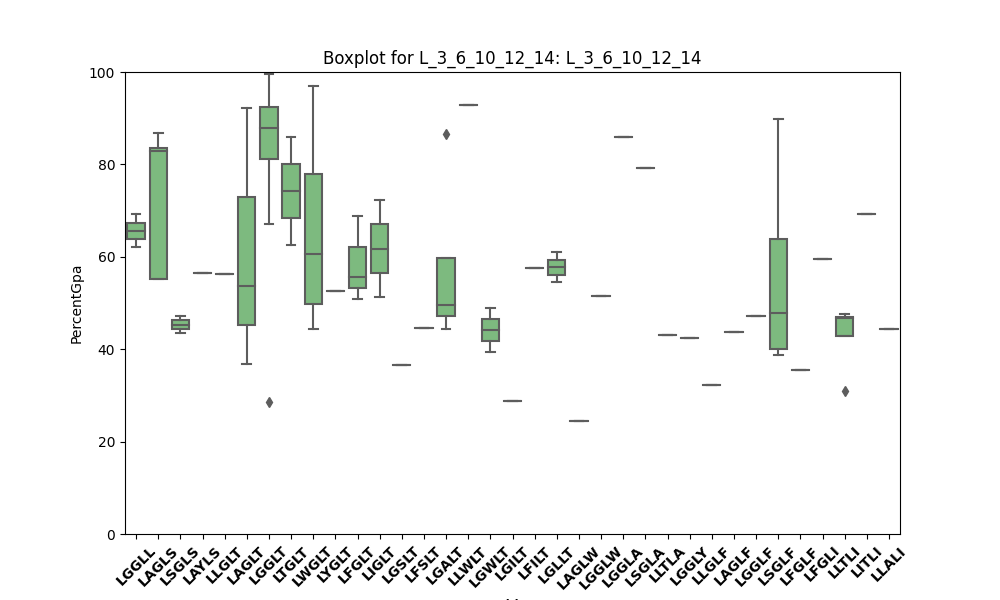 Boxplot for L_3_6_10_12_14: L_3_6_10_12_14
PercentGpa
100
80
60
40
20
0
LGGLL LAGLS LSGLS LAYLS LLGLT LAGLT LGGLT LTGLT LWGLT LYGLT LFGLT LIGLT LGSLT LFSLT LGALT LLWLT LGWLT LGILT LFILT LGLLT LAGLW LGGLW LGGLA LSGLA LLTLA LGGLY LLGLF LAGLF LGGLF LSGLF LFGLF LFGLI LLTLI LITLI LLALI